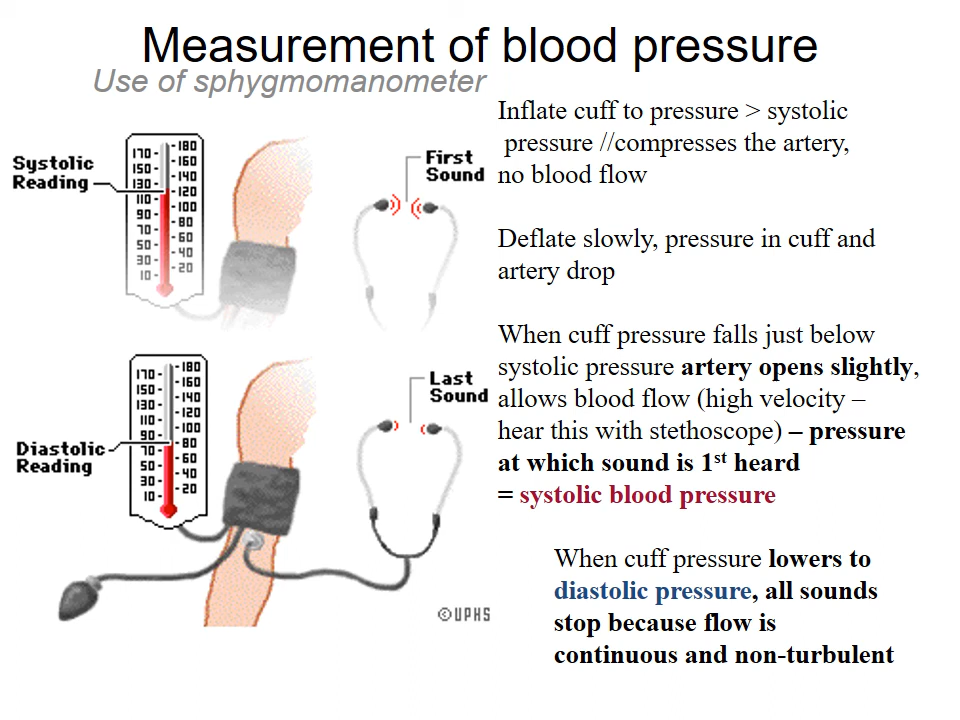 Measurement of blood pressure
Use of sphygmomanometer
Inflate cuff to pressure > systolic
pressure //compresses the artery,
no blood flow
Deflate slowly, pressure in cuff and
artery drop
When cuff pressure falls just below
systolic pressure artery opens slightly,
allows blood flow (high velocity –
hear this with stethoscope) – pressure
at which sound is 1st heard
= systolic blood pressure
When cuff pressure lowers to
diastolic pressure, all sounds
stop because flow is
continuous and non-turbulent
Systolic
Reading
170 180
150 160
130 140
110 120
90 100
70 80
50 60
30 40
10 20
First
Sound
Diastolic
Reading
170 180
150 160
130 140
110 120
90 100
70 80
50 60
30 40
10 20
Last
Sound
©UPHS